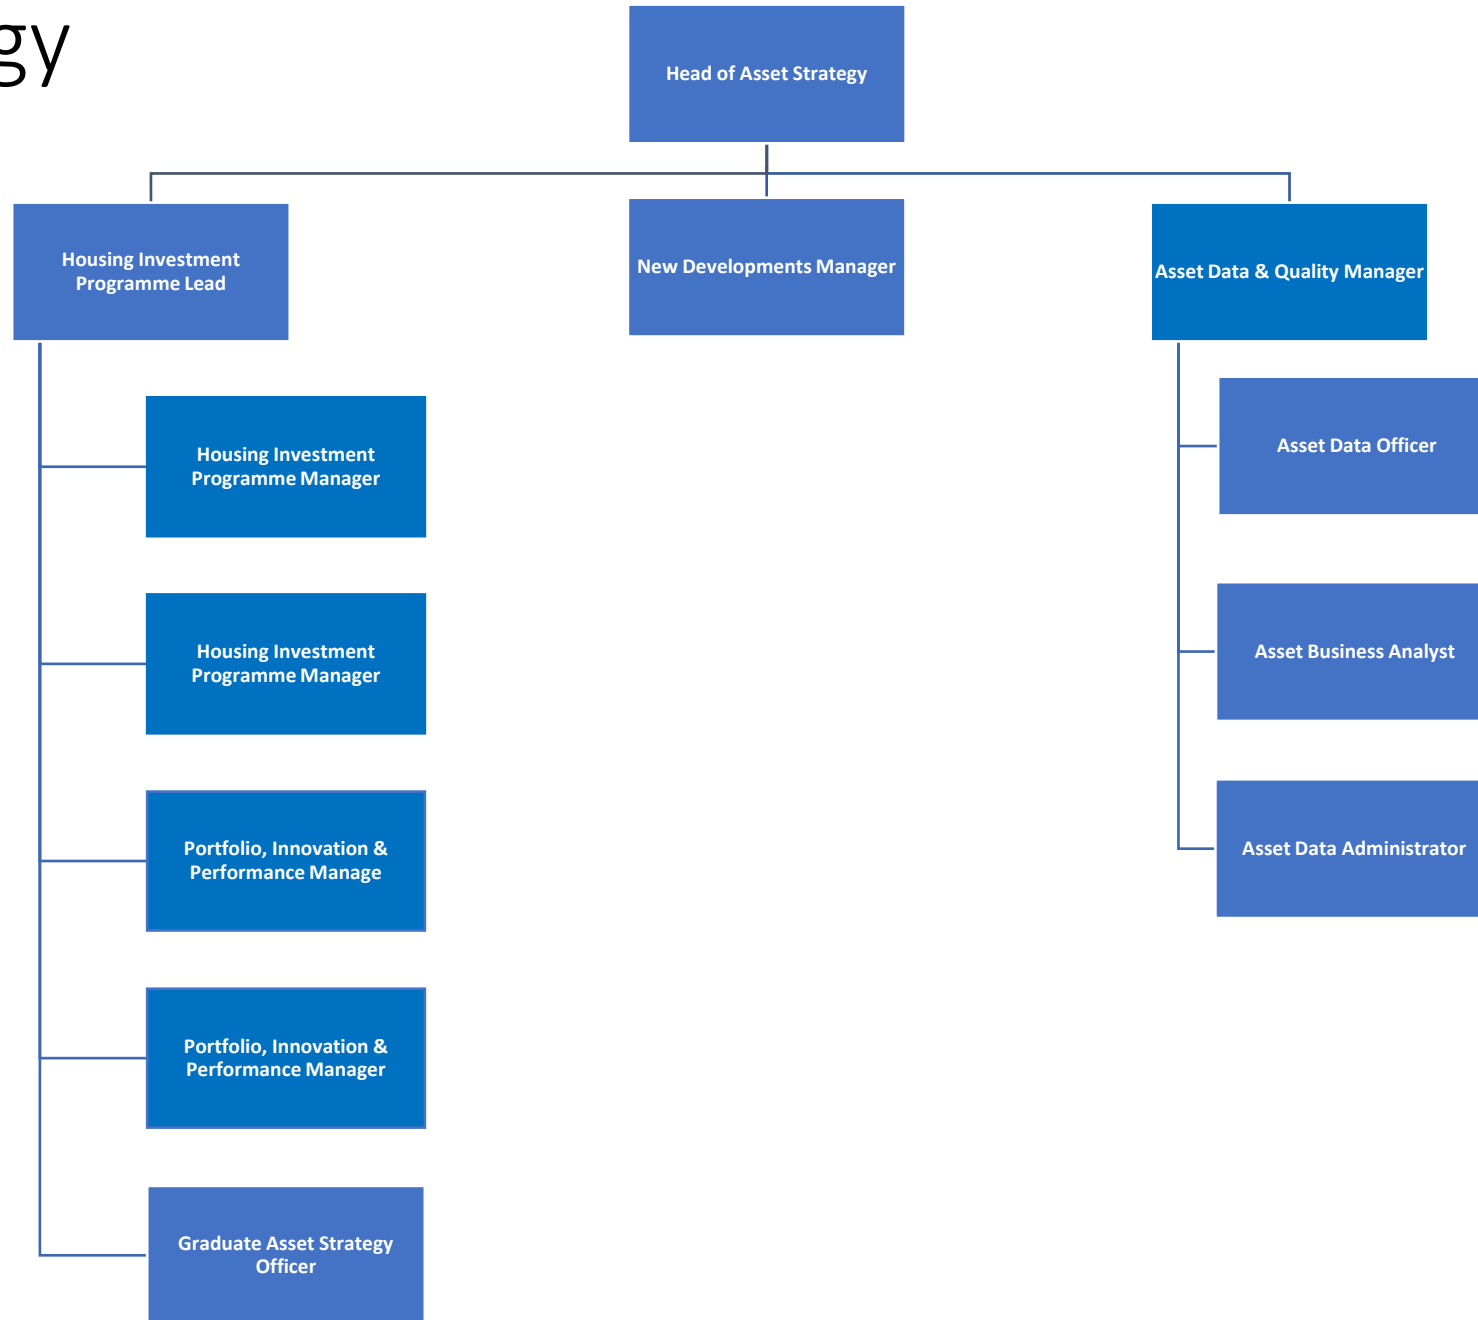 gy
Head of Asset Strategy
Housing Investment
Programme Lead
New Developments Manager
Asset Data & Quality Manager
Housing Investment
Programme Manager
Housing Investment
Programme Manager
Portfolio, Innovation &
Performance Manage
Portfolio, Innovation &
Performance Manager
Graduate Asset Strategy
Officer
Asset Data Officer
Asset Business Analyst
Asset Data Administrator